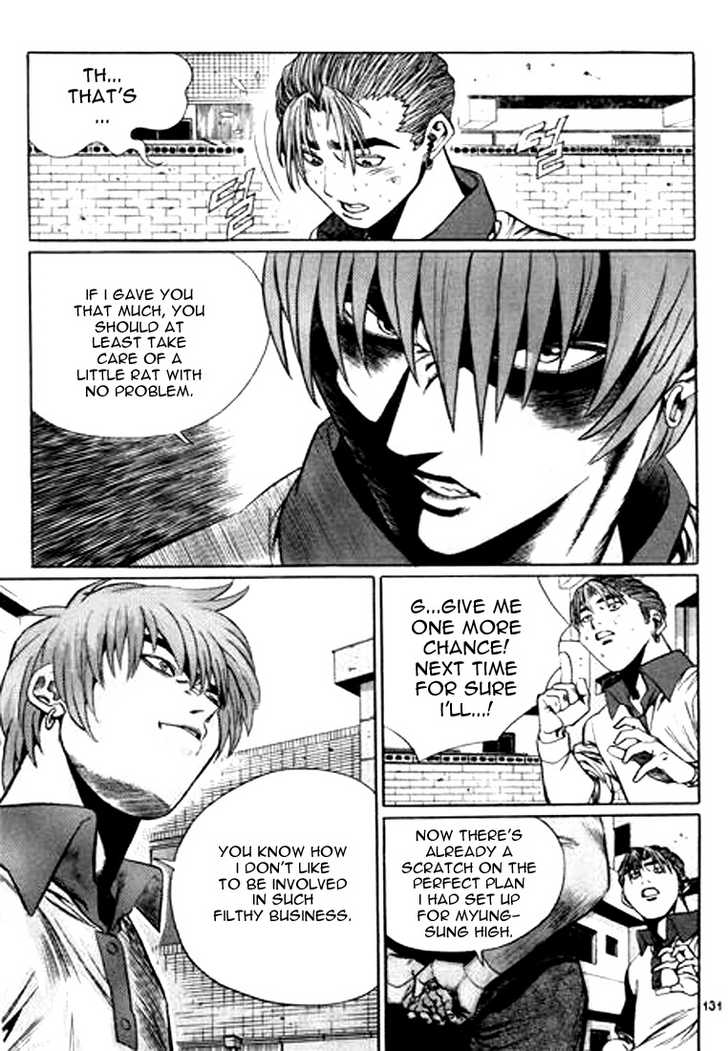 TH...
THAT'S
...
덜
덜
IF I GAVE YOU
THAT MUCH, YOU
SHOULD AT
LEAST TAKE
CARE OF A
LITTLE RAT WITH
NO PROBLEM.
G...GIVE ME
ONE MORE
CHANCE!
NEXT TIME
FOR SURE
I'LL...!
YOU KNOW HOW
I DON'T LIKE
TO BE INVOLVED
IN SUCH
FILTHY BUSINESS.
NOW THERE'S
ALREADY A
SCRATCH ON THE
PERFECT PLAN
I HAD SET UP
FOR MYUNG-
SUNG HIGH.
131